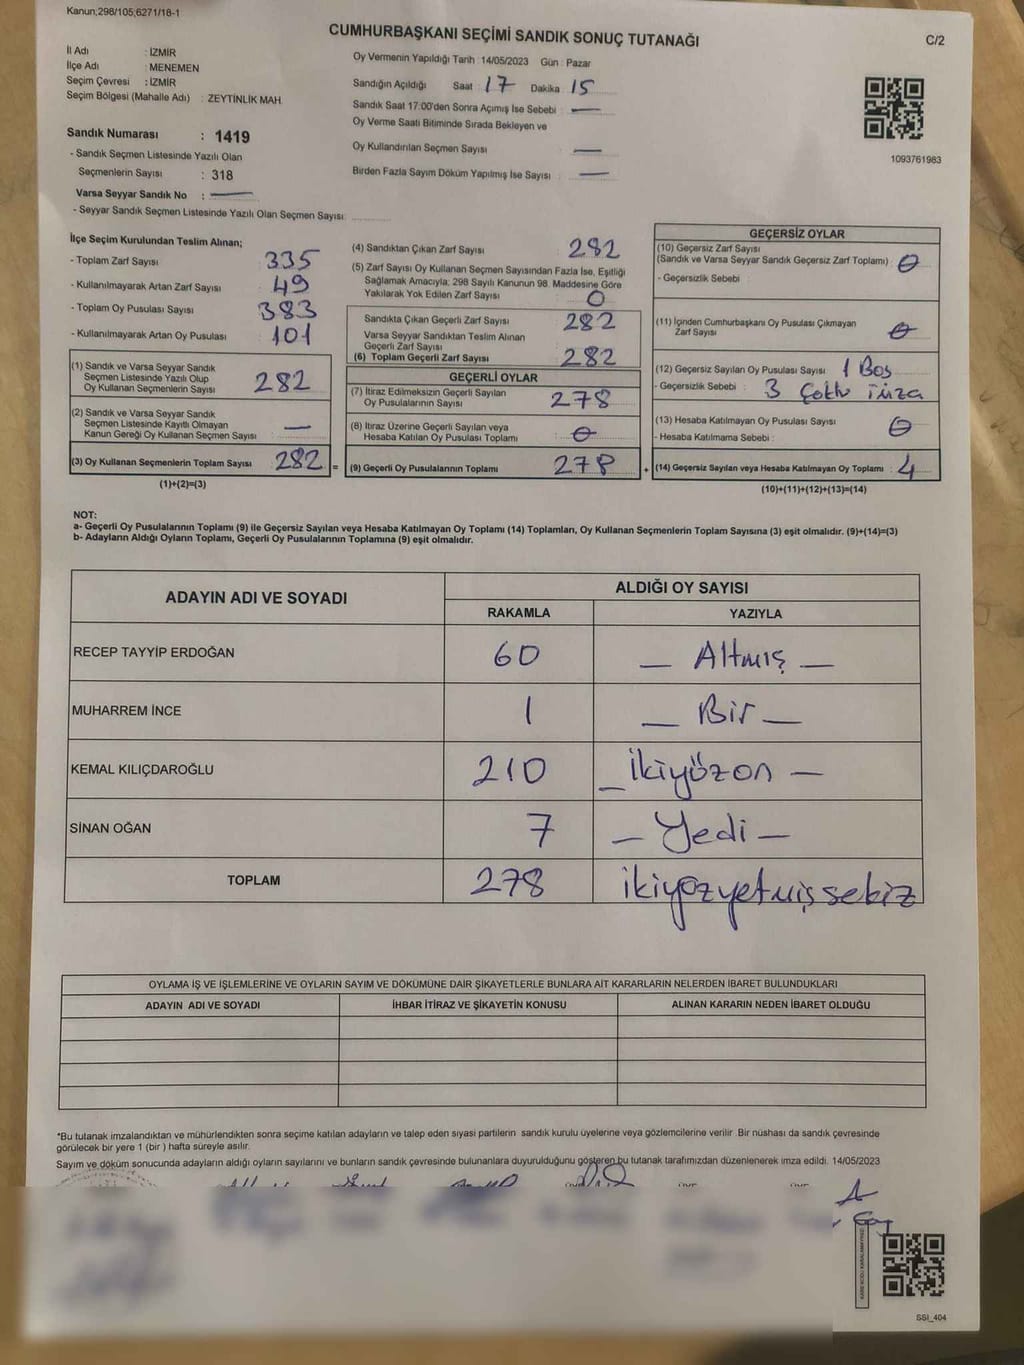 Kanun;298/105;6271/18-1
CUMHURBAŞKANI SEÇİMİ SANDIK SONUÇ TUTANAĞI
C/2
İl Adı : İZMİR
İlçe Adı : MENEMEN
Seçim Çevresi : İZMİR
Seçim Bölgesi (Mahalle Adı) : ZEYTİNLİK MAH.
Sandık Numarası : 1419
- Sandık Seçmen Listesinde Yazılı Olan
Seçmenlerin Sayısı : 318
Varsa Seyyar Sandık No : —
- Seyyar Sandık Seçmen Listesinde Yazılı Olan Seçmen Sayısı:
Oy Vermenin Yapıldığı Tarih : 14/05/2023 Gün : Pazar
Sandığın Açıldığı Saat : 17 Dakika : 15
Sandık Saat 17:00'den Sonra Açımış İse Sebebi : —
Oy Verme Saati Bitiminde Sırada Bekleyen ve
Oy Kullandırılan Seçmen Sayısı : —
Birden Fazla Sayım Döküm Yapılmış İse Sayısı : —
1093761983
İlçe Seçim Kurulundan Teslim Alınan;
- Toplam Zarf Sayısı : 335
- Kullanılmayarak Artan Zarf Sayısı : 49
- Toplam Oy Pusulası Sayısı : 383
- Kullanılmayarak Artan Oy Pusulası : 101
(1) Sandık ve Varsa Seyyar Sandık
Seçmen Listesinde Yazılı Olup
Oy Kullanan Seçmenlerin Sayısı : 282
(2) Sandık ve Varsa Seyyar Sandık
Seçmen Listesinde Kayıtlı Olmayan
Kanun Gereği Oy Kullanan Seçmen Sayısı : —
(3) Oy Kullanan Seçmenlerin Toplam Sayısı : 282 =
(1)+(2)=(3)
(4) Sandıktan Çıkan Zarf Sayısı : 282
(5) Zarf Sayısı Oy Kullanan Seçmen Sayısından Fazla İse, Eşitliği
Sağlamak Amacıyla; 298 Sayılı Kanunun 98. Maddesine Göre
Yakılarak Yok Edilen Zarf Sayısı : 0
Sandıkta Çıkan Geçerli Zarf Sayısı : 282
Varsa Seyyar Sandıktan Teslim Alınan
Geçerli Zarf Sayısı :
(6) Toplam Geçerli Zarf Sayısı : 282
GEÇERLİ OYLAR
(7) İtiraz Edilmeksizin Geçerli Sayılan
Oy Pusulalarının Sayısı : 278
(8) İtiraz Üzerine Geçerli Sayılan veya
Hesaba Katılan Oy Pusulası Toplamı : 0
(9) Geçerli Oy Pusulalarının Toplamı : 278 +
GEÇERSİZ OYLAR
(10) Geçersiz Zarf Sayısı
(Sandık ve Varsa Seyyar Sandık Geçersiz Zarf Toplamı) : 0
- Geçersizlik Sebebi :
(11) İçinden Cumhurbaşkanı Oy Pusulası Çıkmayan
Zarf Sayısı : 0
(12) Geçersiz Sayılan Oy Pusulası Sayısı : 1 Boş
- Geçersizlik Sebebi : 3 Çoklu imza
(13) Hesaba Katılmayan Oy Pusulası Sayısı : 0
- Hesaba Katılmama Sebebi :
(14) Geçersiz Sayılan veya Hesaba Katılmayan Oy Toplamı : 4
(10)+(11)+(12)+(13)=(14)
NOT:
a- Geçerli Oy Pusulalarının Toplamı (9) ile Geçersiz Sayılan veya Hesaba Katılmayan Oy Toplamı (14) Toplamları, Oy Kullanan Seçmenlerin Toplam Sayısına (3) eşit olmalıdır. (9)+(14)=(3)
b- Adayların Aldığı Oyların Toplamı, Geçerli Oy Pusulalarının Toplamına (9) eşit olmalıdır.
ADAYIN ADI VE SOYADI ALDIĞI OY SAYISI
RAKAMLA YAZIYLA
RECEP TAYYİP ERDOĞAN 60 — Altmış —
MUHARREM İNCE 1 — Bir —
KEMAL KILIÇDAROĞLU 210 — ikiyüzon —
SİNAN OĞAN 7 — Yedi —
TOPLAM 278 ikiyüzyetmişsekiz
OYLAMA İŞ VE İŞLEMLERİNE VE OYLARIN SAYIM VE DÖKÜMÜNE DAİR ŞİKAYETLERLE BUNLARA AİT KARARLARIN NELERDEN İBARET BULUNDUKLARI
ADAYIN ADI VE SOYADI İHBAR İTİRAZ VE ŞİKAYETİN KONUSU ALINAN KARARIN NEDEN İBARET OLDUĞU
*Bu tutanak imzalandıktan ve mühürlendikten sonra seçime katılan adayların ve talep eden siyasi partilerin sandık kurulu üyelerine veya gözlemcilerine verilir .Bir nüshası da sandık çevresinde
görülecek bir yere 1 (bir ) hafta süreyle asılır.
Sayım ve döküm sonucunda adayların aldığı oyların sayılarını ve bunların sandık çevresinde bulunanlara duyurulduğunu gösteren bu tutanak tarafımızdan düzenlenerek imza edildi. 14/05/2023
KARE KODU KARALAMAYINIZ!
SSI_404